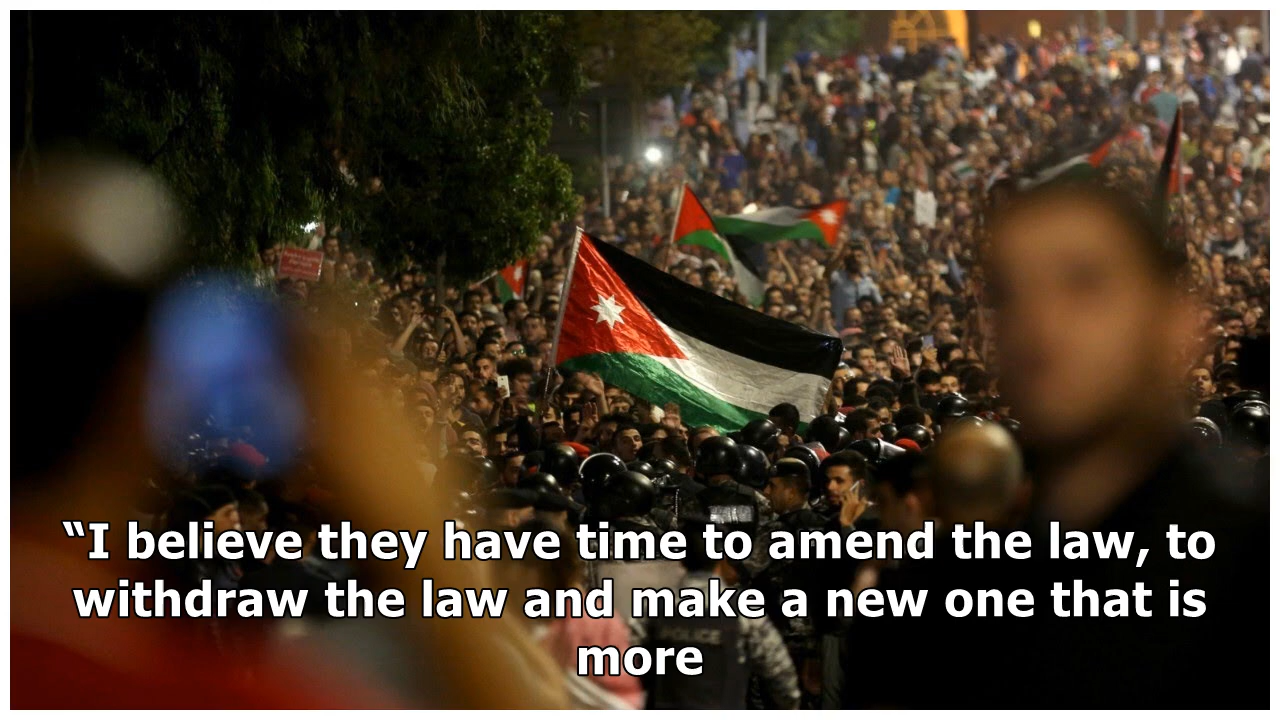 “I believe they have time to amend the law, to
withdraw the law and make a new one that is
more